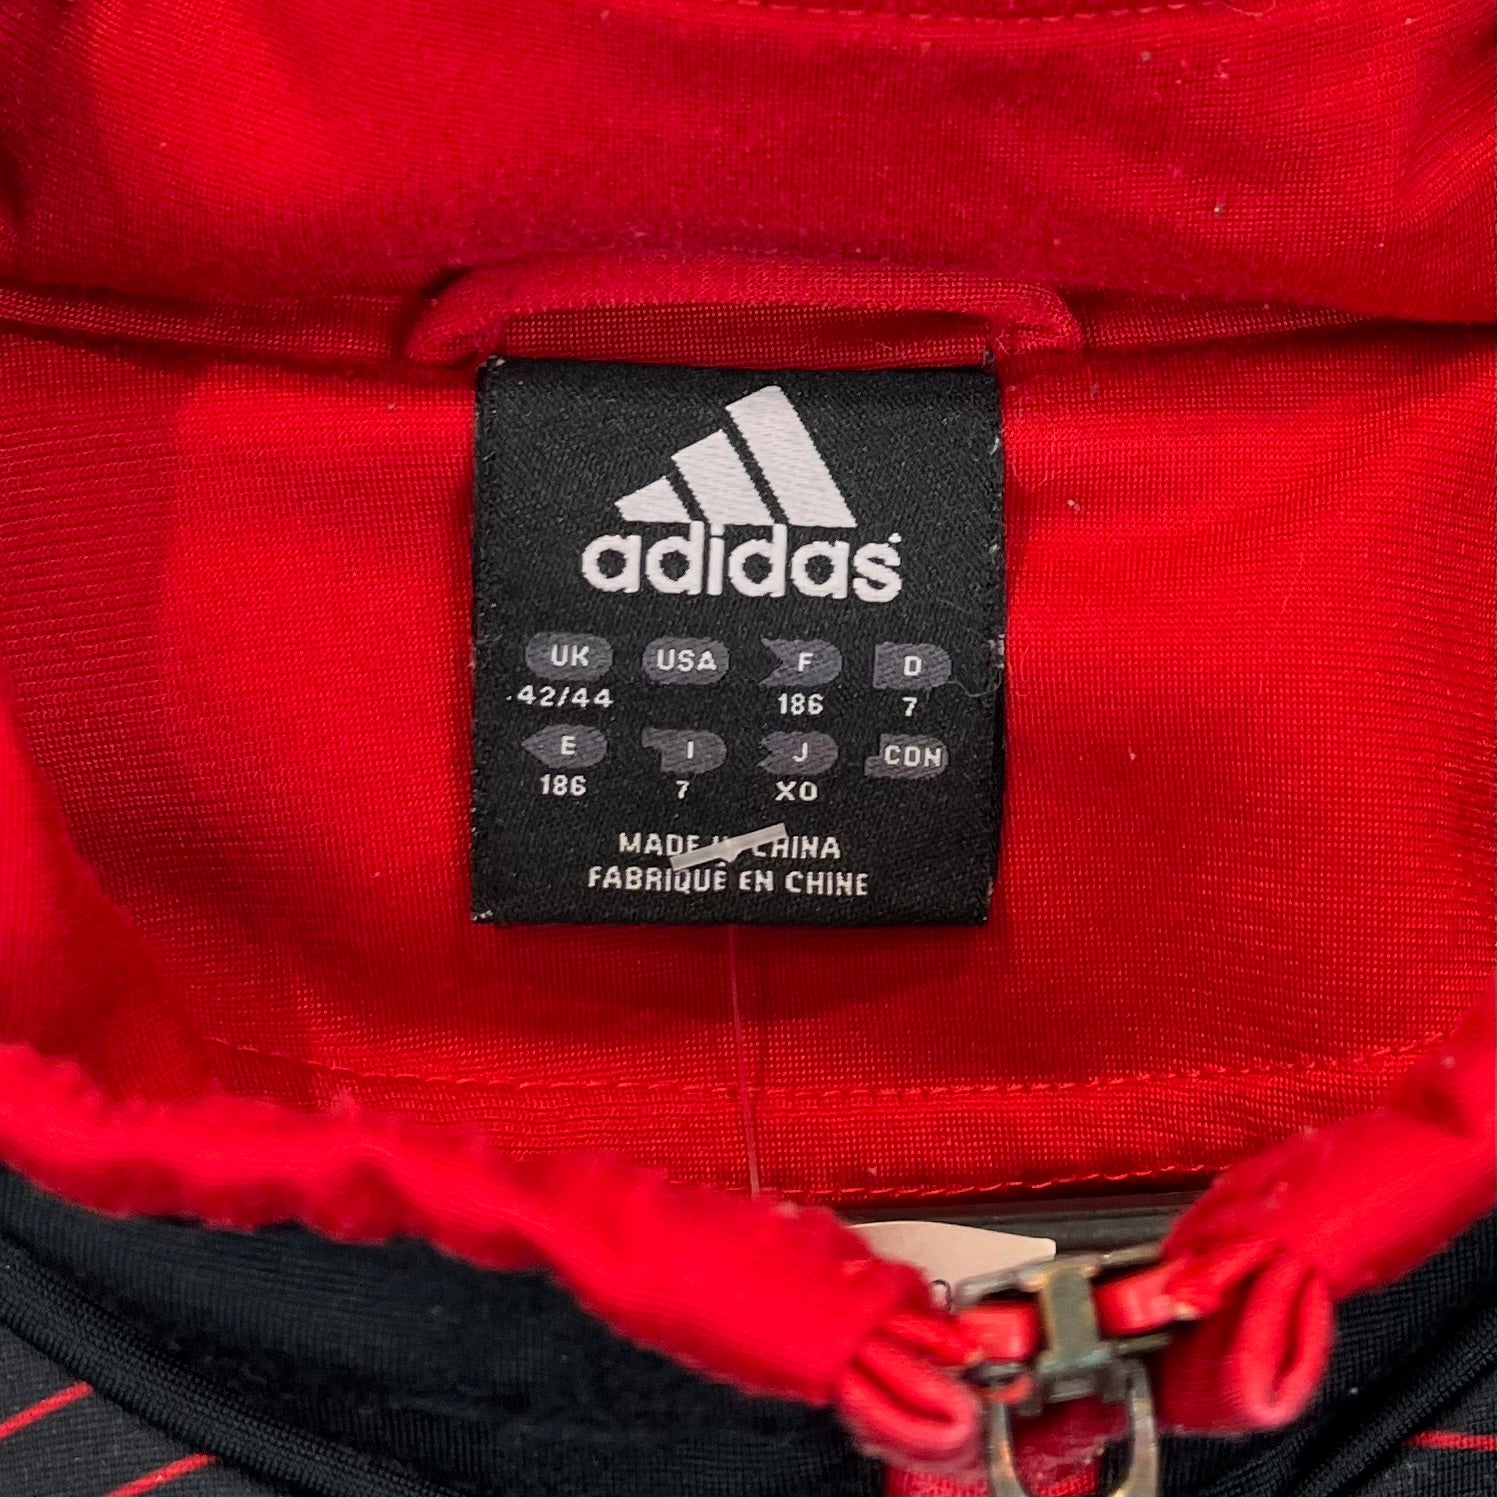 adidas
UK USA F D
42/44 186 7
E I J CDN
186 7 XO
MADE IN CHINA
FABRIQUÉ EN CHINE